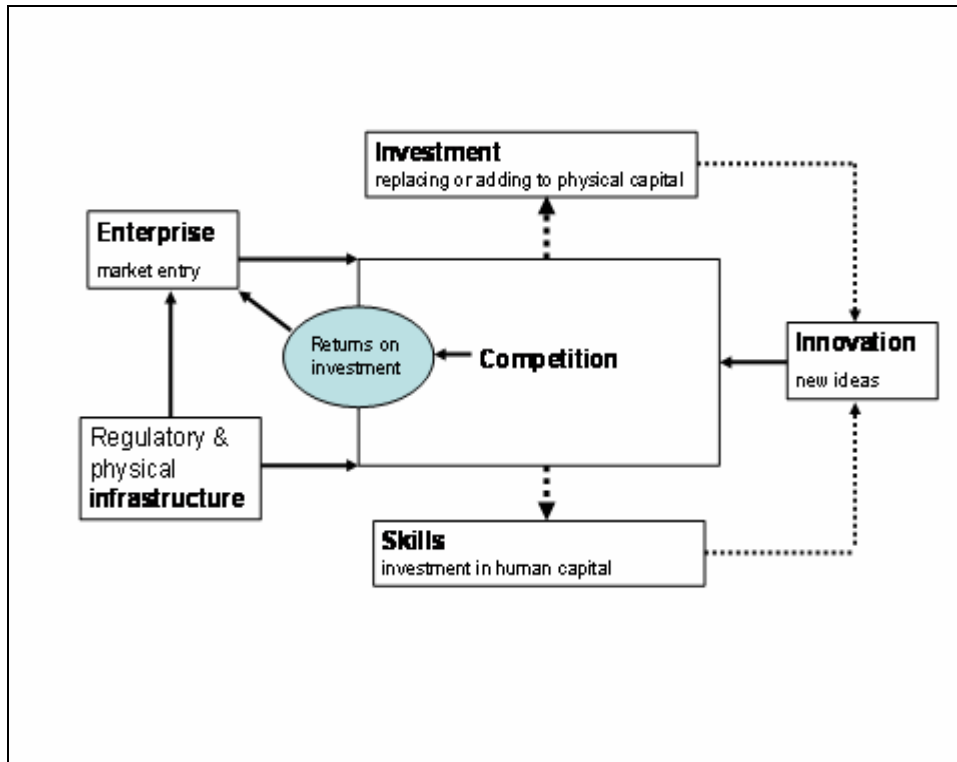 Investment
replacing or adding to physical capital
Enterprise
market entry
Returns on
investment
Competition
Innovation
new ideas
Regulatory &
physical
infrastructure
Skills
investment in human capital